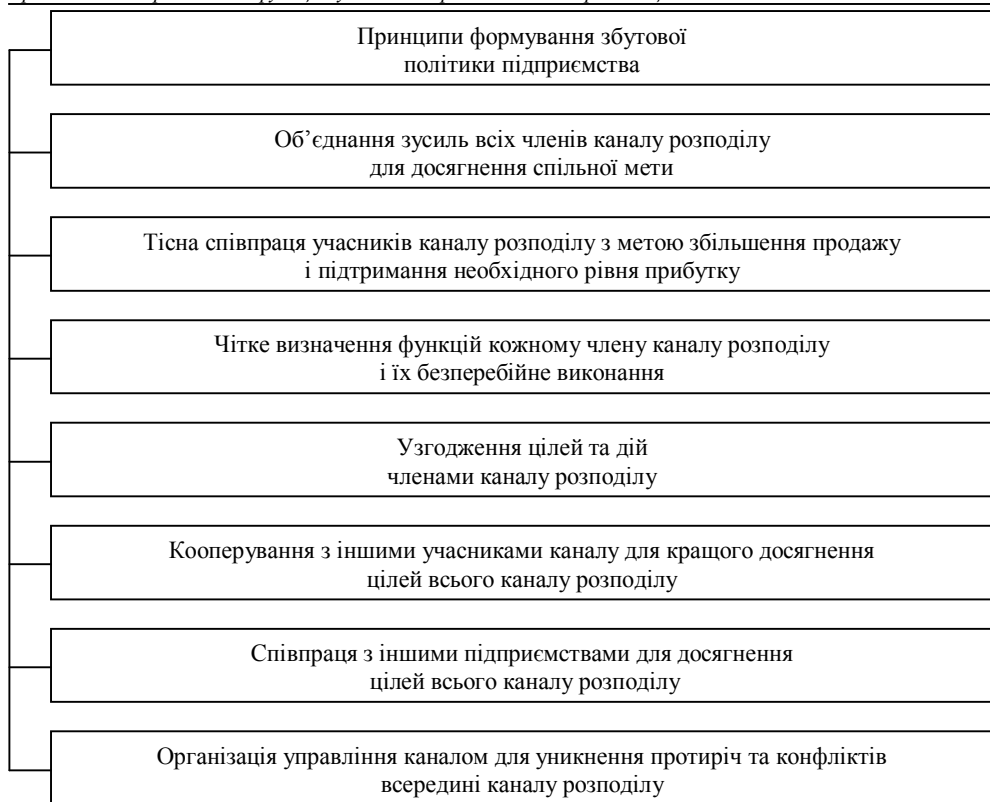 Принципи формування збутової
політики підприємства
Об’єднання зусиль всіх членів каналу розподілу
для досягнення спільної мети
Тісна співпраця учасників каналу розподілу з метою збільшення продажу
і підтримання необхідного рівня прибутку
Чітке визначення функцій кожному члену каналу розподілу
і їх безперебійне виконання
Узгодження цілей та дій
членами каналу розподілу
Кооперування з іншими учасниками каналу для кращого досягнення
цілей всього каналу розподілу
Співпраця з іншими підприємствами для досягнення
цілей всього каналу розподілу
Організація управління каналом для уникнення протиріч та конфліктів
всередині каналу розподілу